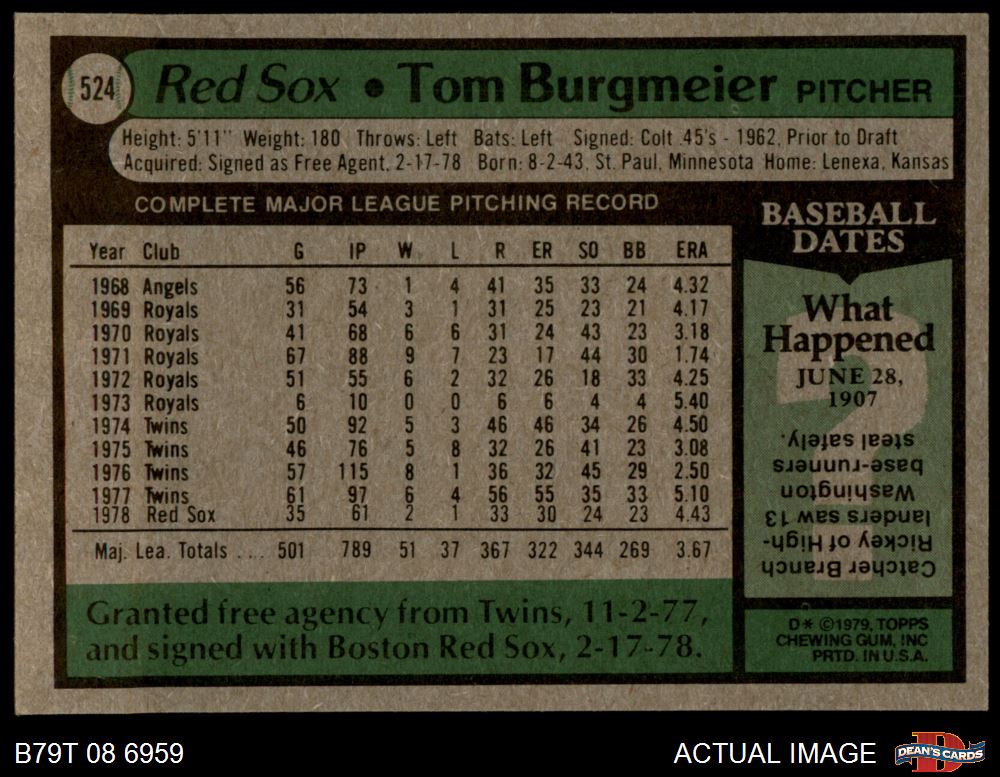 524 Red Sox • Tom Burgmeier PITCHER
Height: 5'11" Weight: 180 Throws: Left Bats: Left Signed: Colt .45's - 1962, Prior to Draft
Acquired: Signed as Free Agent, 2-17-78 Born: 8-2-43, St. Paul, Minnesota Home: Lenexa, Kansas
COMPLETE MAJOR LEAGUE PITCHING RECORD
Year Club G IP W L R ER SO BB ERA
1968 Angels 56 73 1 4 41 35 33 24 4.32
1969 Royals 31 54 3 1 31 25 23 21 4.17
1970 Royals 41 68 6 6 31 24 43 23 3.18
1971 Royals 67 88 9 7 23 17 44 30 1.74
1972 Royals 51 55 6 2 32 26 18 33 4.25
1973 Royals 6 10 0 0 6 6 4 4 5.40
1974 Twins 50 92 5 3 46 46 34 26 4.50
1975 Twins 46 76 5 8 32 26 41 23 3.08
1976 Twins 57 115 8 1 36 32 45 29 2.50
1977 Twins 61 97 6 4 56 55 35 33 5.10
1978 Red Sox 35 61 2 1 33 30 24 23 4.43
Maj. Lea. Totals ... 501 789 51 37 367 322 344 269 3.67
Granted free agency from Twins, 11-2-77,
and signed with Boston Red Sox, 2-17-78.
BASEBALL
DATES
What
Happened
JUNE 28,
1907
?
Catcher Branch
Rickey of High-
landers saw 13
Washington
base-runners
steal safely.
D* ©1979, TOPPS
CHEWING GUM, INC
PRTD. IN U.S.A.
B79T 08 6959
ACTUAL IMAGE
D
DEAN'S CARDS